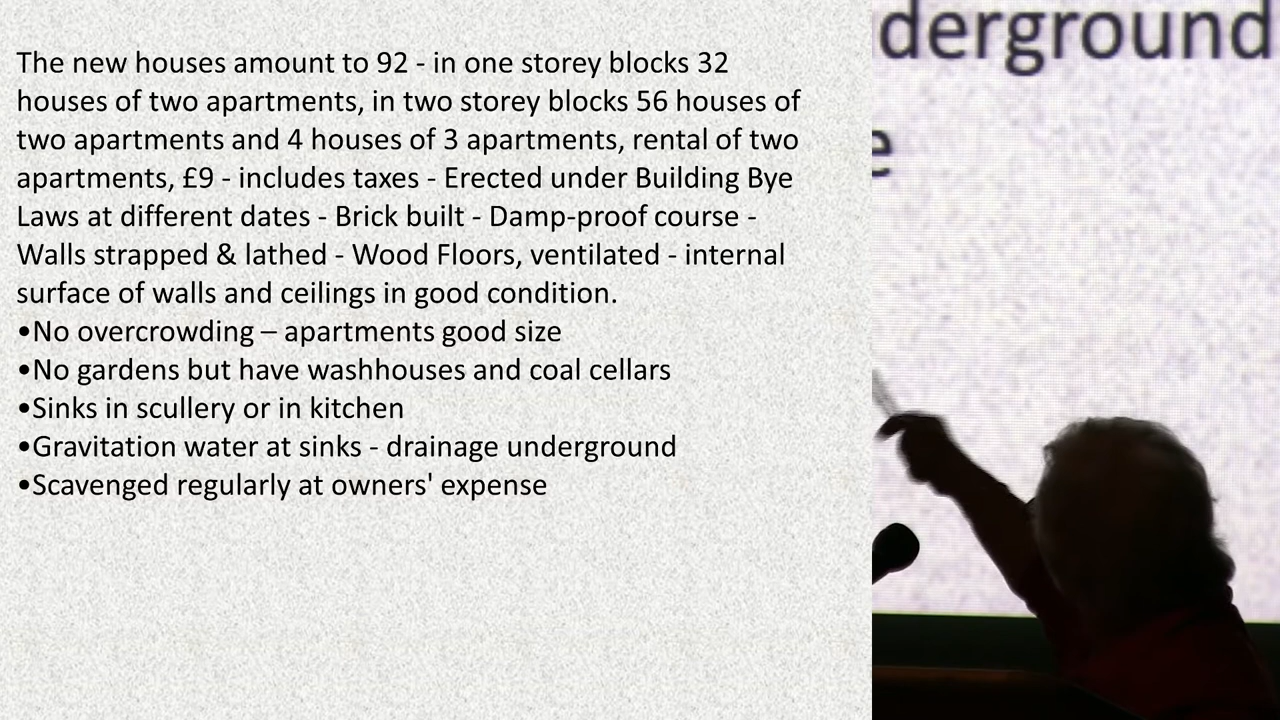 The new houses amount to 92 - in one storey blocks 32
houses of two apartments, in two storey blocks 56 houses of
two apartments and 4 houses of 3 apartments, rental of two
apartments, £9 - includes taxes - Erected under Building Bye
Laws at different dates - Brick built - Damp-proof course -
Walls strapped & lathed - Wood Floors, ventilated - internal
surface of walls and ceilings in good condition.
•No overcrowding – apartments good size
•No gardens but have washhouses and coal cellars
•Sinks in scullery or in kitchen
•Gravitation water at sinks - drainage underground
•Scavenged regularly at owners' expense
derground
e